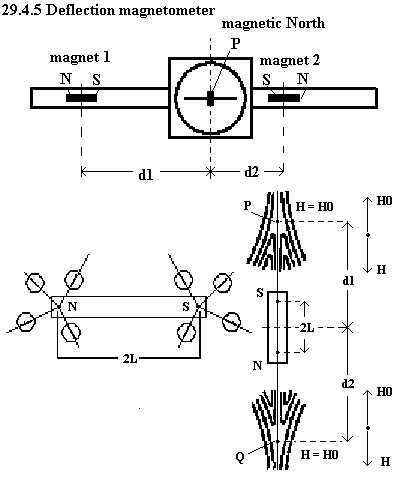 29.4.5 Deflection magnetometer
magnetic North
P
magnet 1
magnet 2
N S
S N
d1
d2
P
H = H0
H0
H
d1
S
2L
N
N
S
2L
d2
H0
Q
H = H0
H